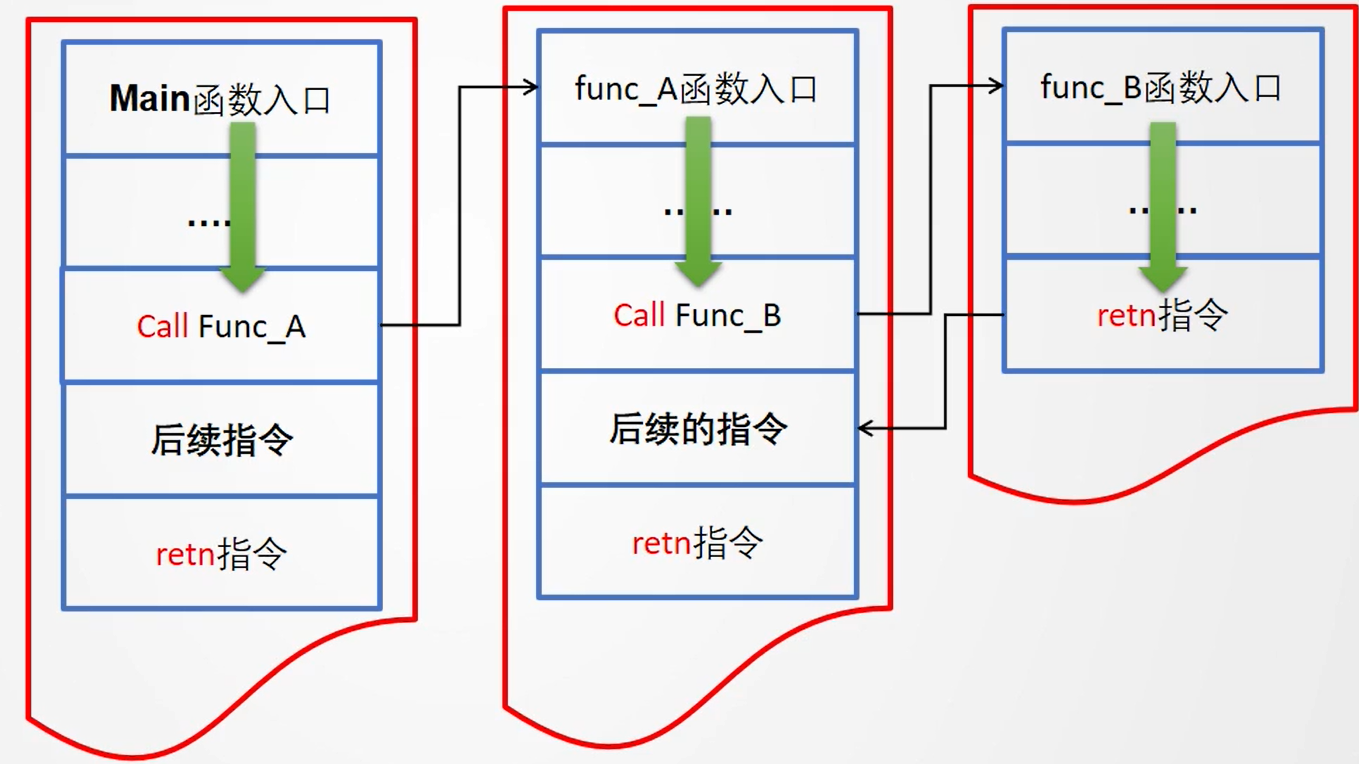 Main函数入口
....
Call Func_A
后续指令
retn指令
func_A函数入口
......
Call Func_B
后续的指令
retn指令
func_B函数入口
......
retn指令